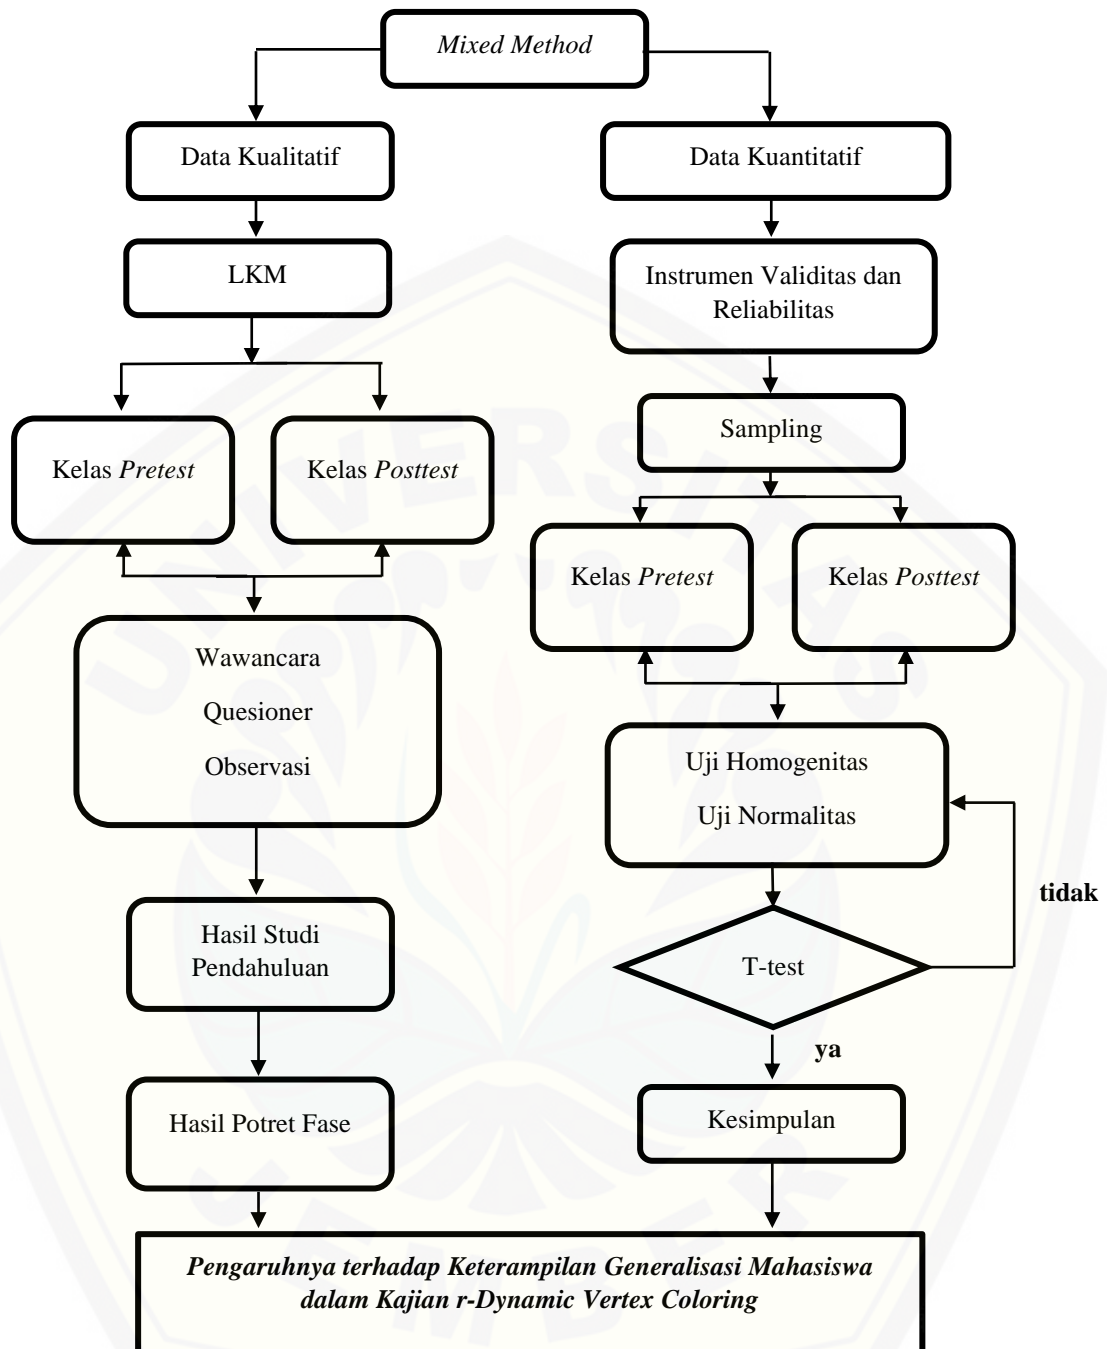 Mixed Method
Data Kualitatif
Data Kuantitatif
LKM
Instrumen Validitas dan
Reliabilitas
Sampling
Kelas Pretest
Kelas Posttest
Kelas Pretest
Kelas Posttest
Wawancara
Quesioner
Observasi
Uji Homogenitas
Uji Normalitas
tidak
Hasil Studi
Pendahuluan
T-test
ya
Hasil Potret Fase
Kesimpulan
Pengaruhnya terhadap Keterampilan Generalisasi Mahasiswa
dalam Kajian r-Dynamic Vertex Coloring
UNIVERSITAS
JEMBER